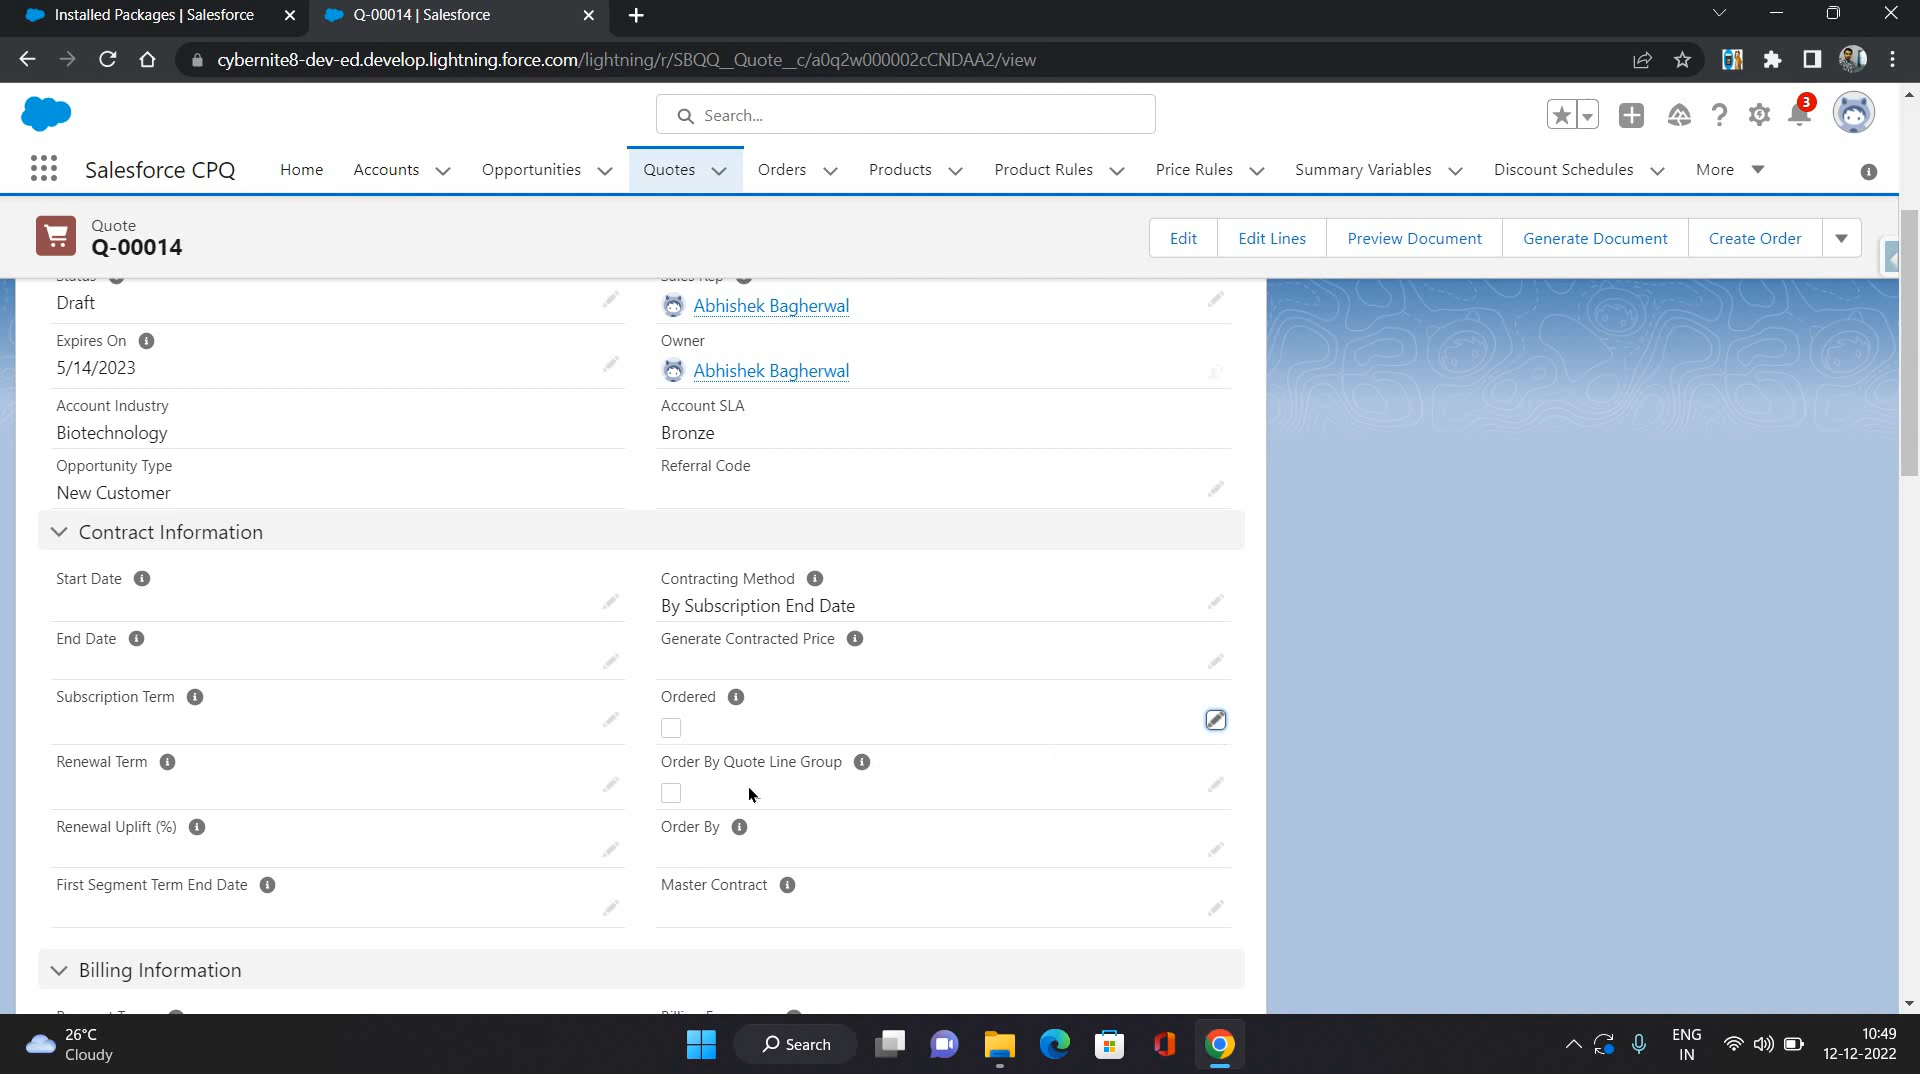 Installed Packages | Salesforce
Q-00014 | Salesforce
cybernite8-dev-ed.develop.lightning.force.com/lightning/r/SBQQ__Quote__c/a0q2w000002cCNDAA2/view
Search...
3
Salesforce CPQ
Home
Accounts
Opportunities
Quotes
Orders
Products
Product Rules
Price Rules
Summary Variables
Discount Schedules
More
Quote
Q-00014
Edit
Edit Lines
Preview Document
Generate Document
Create Order
Status
Sales Rep
Draft
Abhishek Bagherwal
Expires On
Owner
5/14/2023
Abhishek Bagherwal
Account Industry
Account SLA
Biotechnology
Bronze
Opportunity Type
Referral Code
New Customer
Contract Information
Start Date
Contracting Method
By Subscription End Date
End Date
Generate Contracted Price
Subscription Term
Ordered
Renewal Term
Order By Quote Line Group
Renewal Uplift (%)
Order By
First Segment Term End Date
Master Contract
Billing Information
26°C
Cloudy
Search
ENG
IN
10:49
12-12-2022